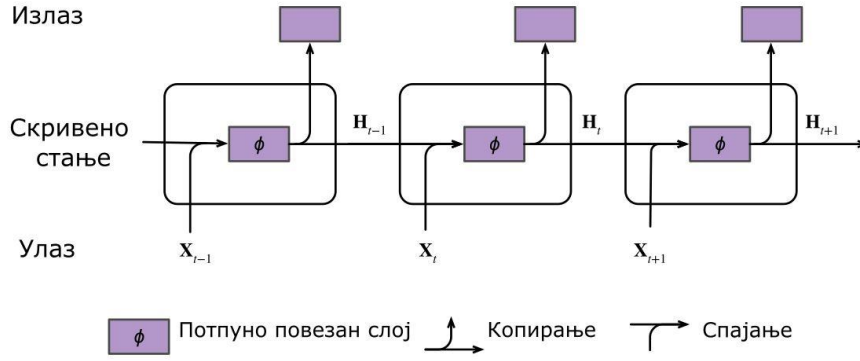 Излаз
Скривено
стање
ϕ
H_{t−1}
ϕ
H_t
ϕ
H_{t+1}
Улаз
X_{t−1}
X_t
X_{t+1}
ϕ Потпуно повезан слој
Копирање
Спајање